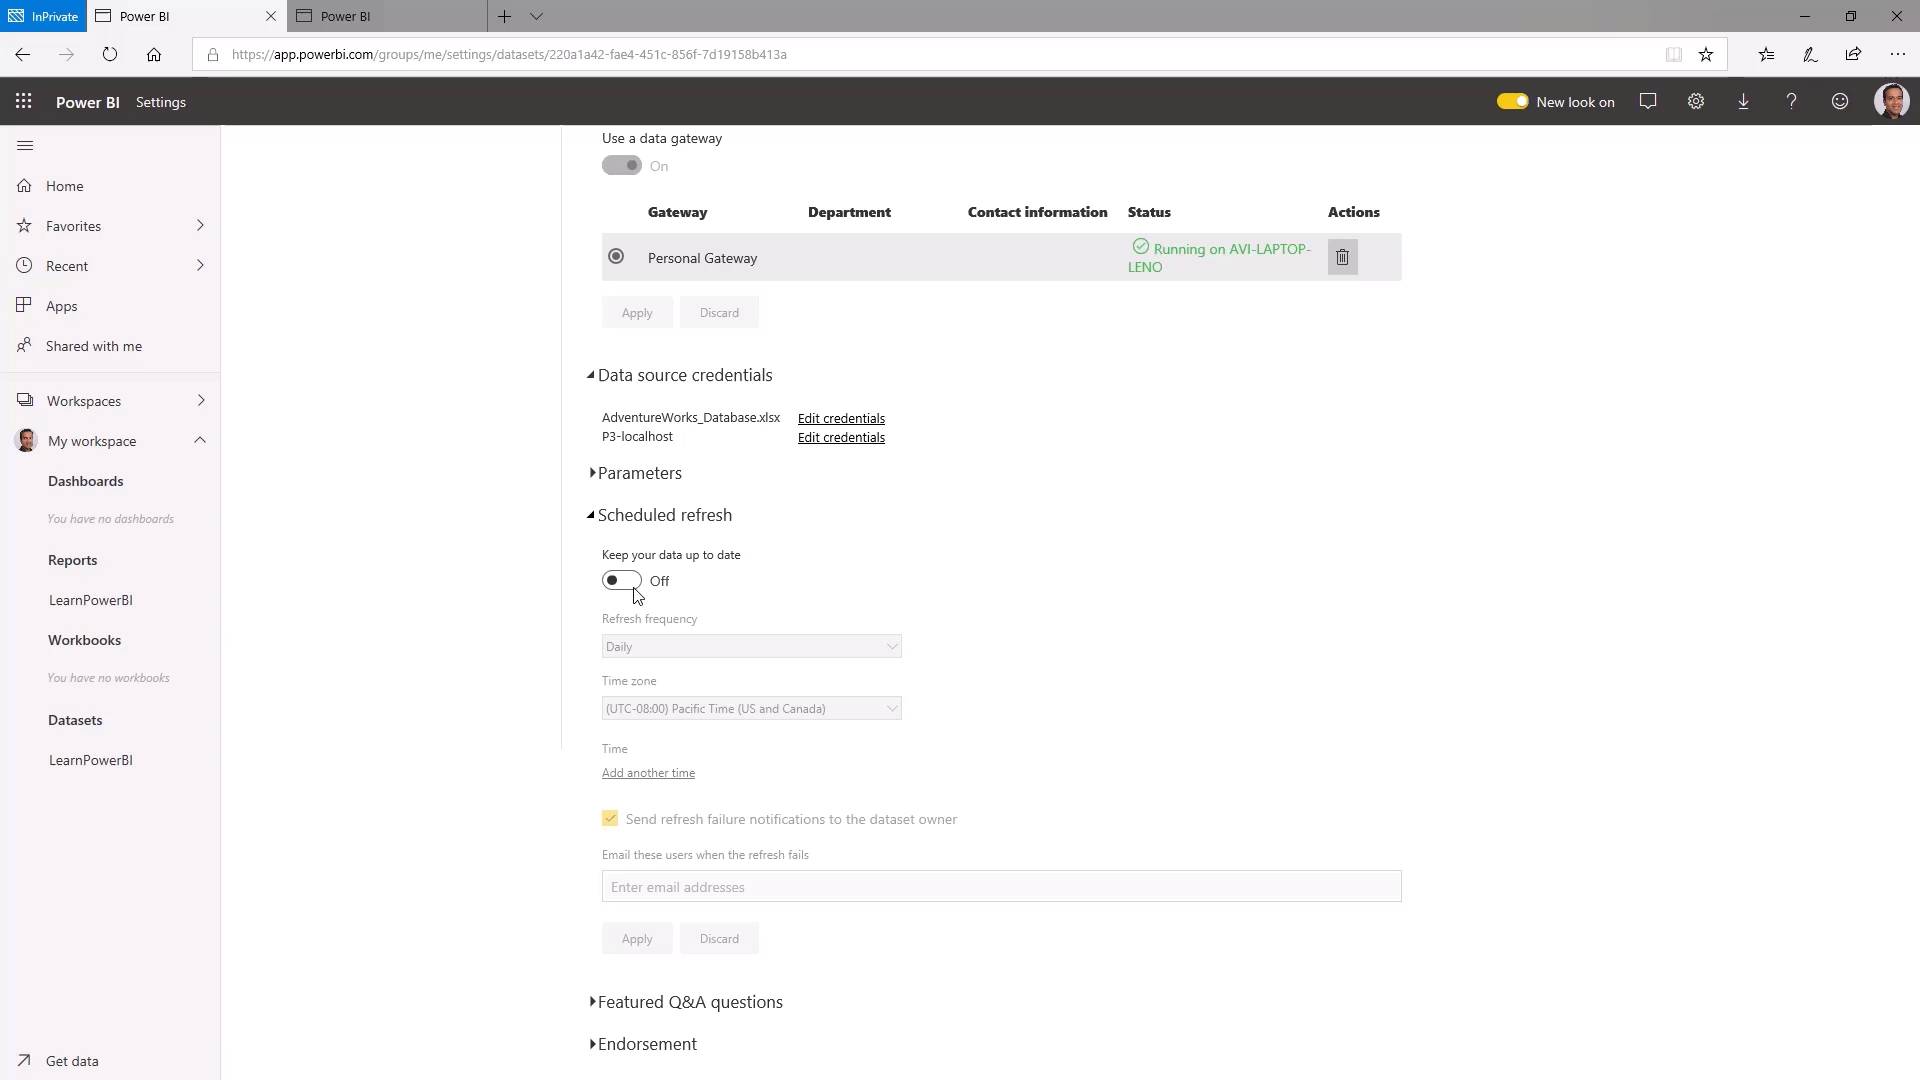 InPrivate
Power BI
Power BI
https://app.powerbi.com/groups/me/settings/datasets/220a1a42-fae4-451c-856f-7d19158b413a
Power BI
Settings
New look on
Home
Favorites
Recent
Apps
Shared with me
Workspaces
My workspace
Dashboards
You have no dashboards
Reports
LearnPowerBI
Workbooks
You have no workbooks
Datasets
LearnPowerBI
Get data
Use a data gateway
On
Gateway Department Contact information Status Actions
Personal Gateway
Running on AVI-LAPTOP-
LENO
Apply Discard
Data source credentials
AdventureWorks_Database.xlsx Edit credentials
P3-localhost Edit credentials
Parameters
Scheduled refresh
Keep your data up to date
Off
Refresh frequency
Daily
Time zone
(UTC-08:00) Pacific Time (US and Canada)
Time
Add another time
Send refresh failure notifications to the dataset owner
Email these users when the refresh fails
Enter email addresses
Apply Discard
Featured Q&A questions
Endorsement